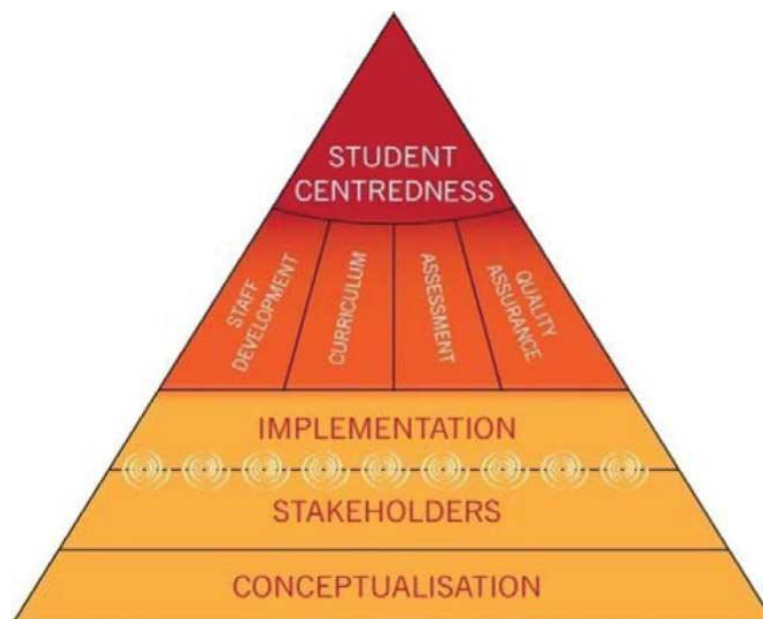 STUDENT
CENTREDNESS
STAFF
DEVELOPMENT
CURRICULUM
ASSESSMENT
QUALITY
ASSURANCE
IMPLEMENTATION
STAKEHOLDERS
CONCEPTUALISATION